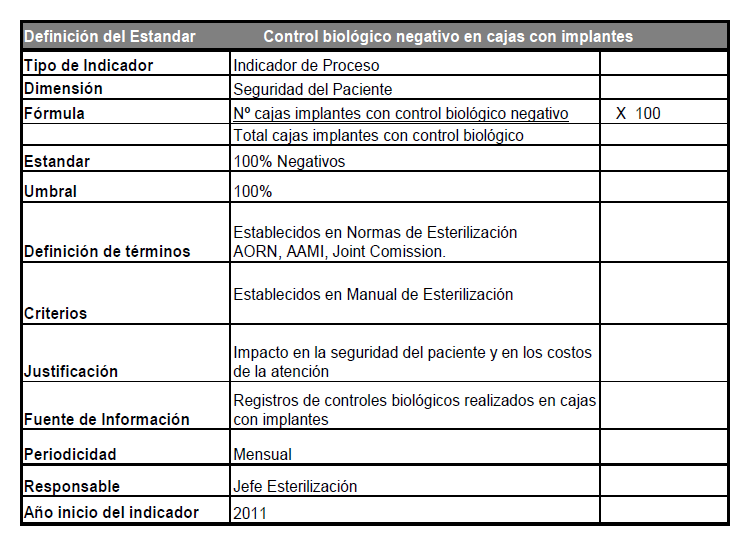 Definición del Estandar Control biológico negativo en cajas con implantes
Tipo de Indicador Indicador de Proceso
Dimensión Seguridad del Paciente
Fórmula Nº cajas implantes con control biológico negativo X 100
Total cajas implantes con control biológico
Estandar 100% Negativos
Umbral 100%
Establecidos en Normas de Esterilización
Definición de términos AORN, AAMI, Joint Comission.
Establecidos en Manual de Esterilización
Criterios
Impacto en la seguridad del paciente y en los costos
Justificación de la atención
Registros de controles biológicos realizados en cajas
Fuente de Información con implantes
Periodicidad Mensual
Responsable Jefe Esterilización
Año inicio del indicador 2011